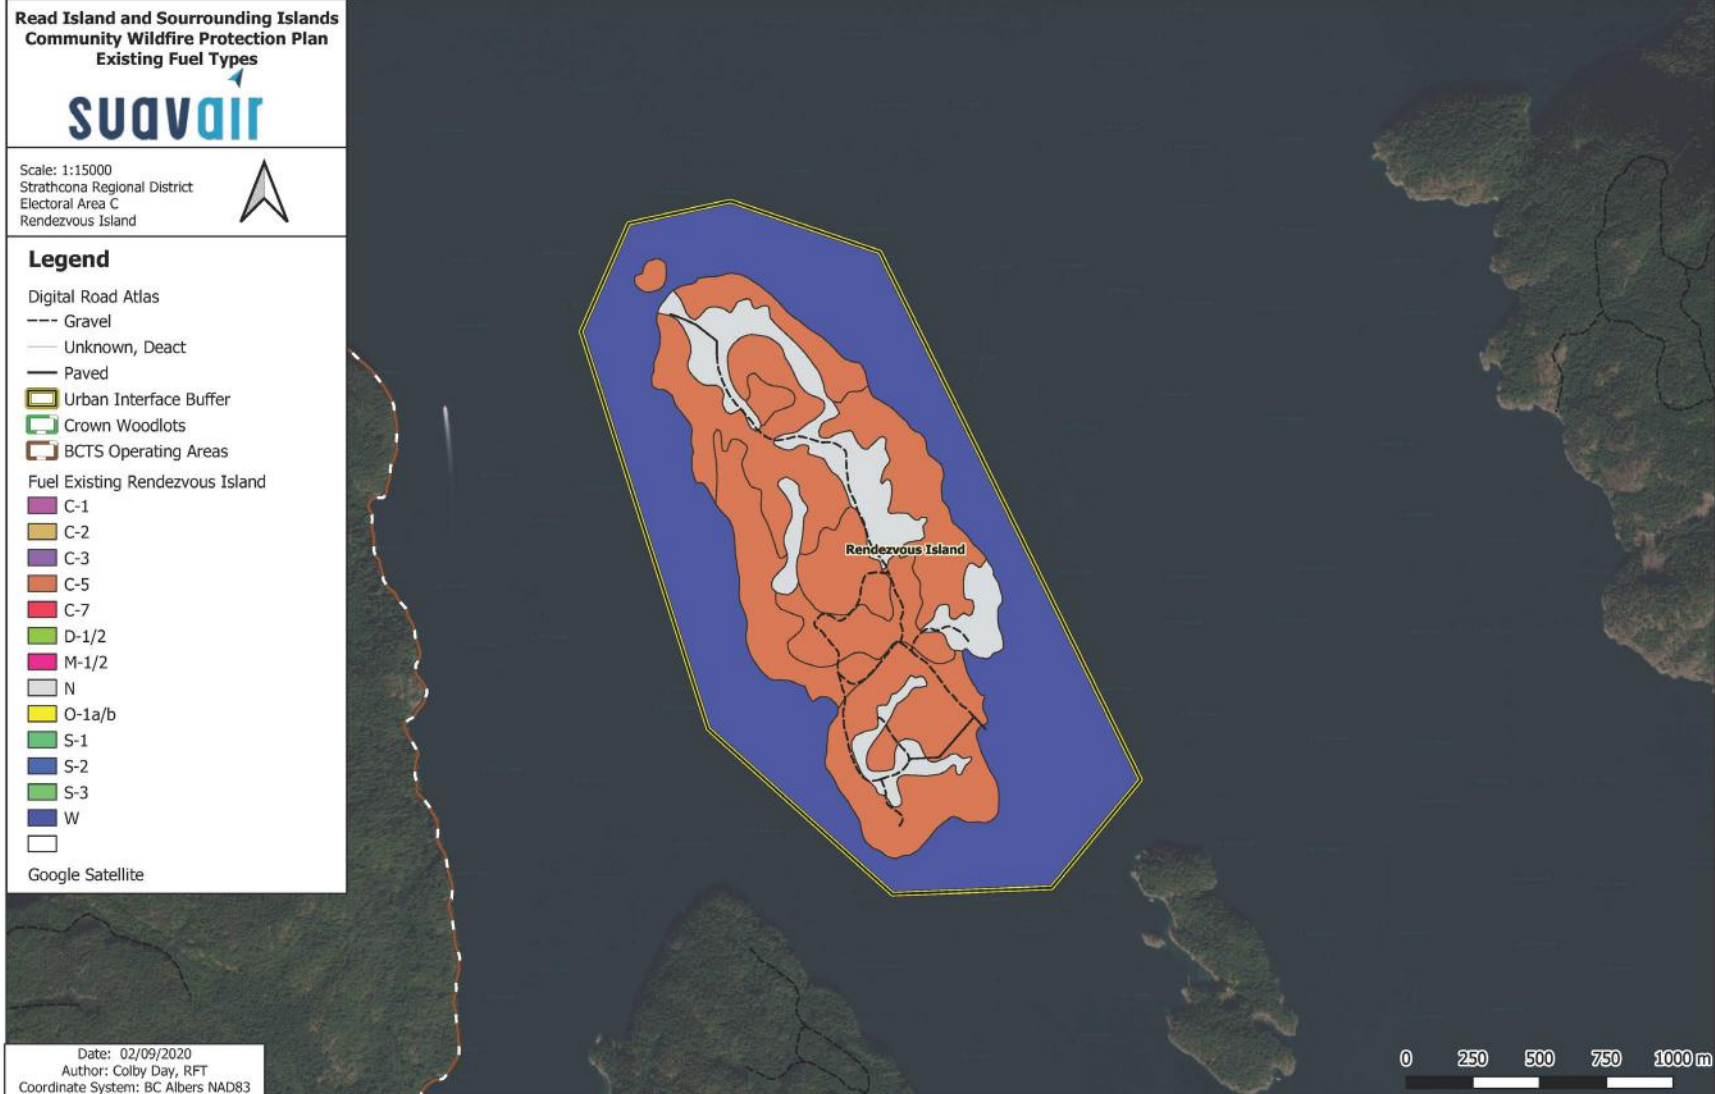 Read Island and Sourrounding Islands
Community Wildfire Protection Plan
Existing Fuel Types
suavair
Scale: 1:15000
Strathcona Regional District
Electoral Area C
Rendezvous Island
Legend
Digital Road Atlas
Gravel
Unknown, Deact
Paved
Urban Interface Buffer
Crown Woodlots
BCTS Operating Areas
Fuel Existing Rendezvous Island
C-1
C-2
C-3
C-5
C-7
D-1/2
M-1/2
N
O-1a/b
S-1
S-2
S-3
W
Google Satellite
Rendezvous Island
Date: 02/09/2020
Author: Colby Day, RFT
Coordinate System: BC Albers NAD83
0 250 500 750 1000 m